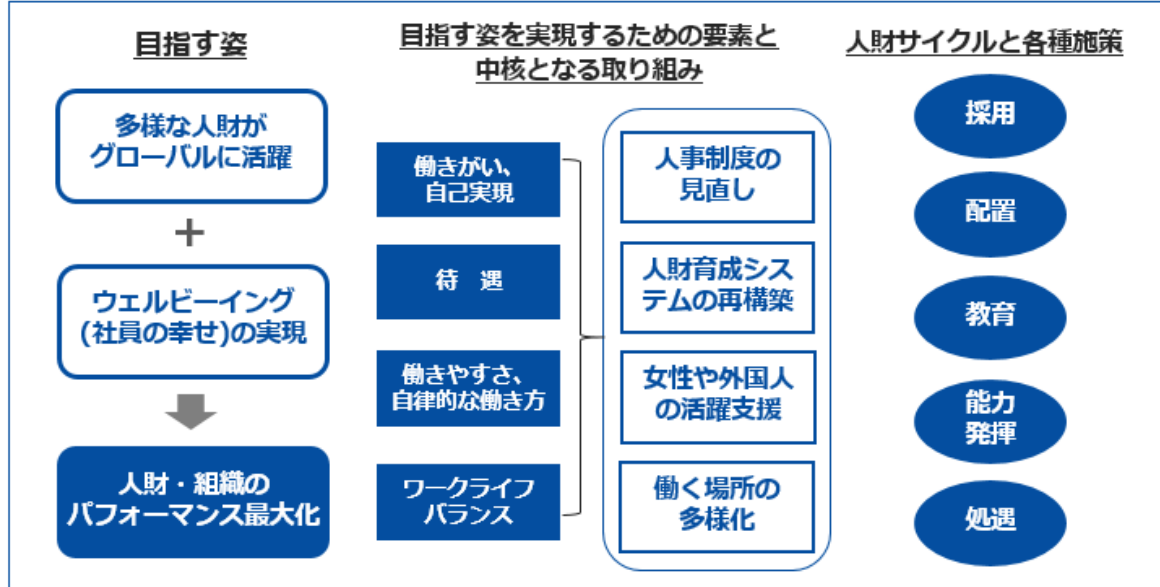 目指す姿
多様な人財が
グローバルに活躍
+
ウェルビーイング
(社員の幸せ)の実現
人財・組織の
パフォーマンス最大化
目指す姿を実現するための要素と
中核となる取り組み
働きがい、
自己実現
待　遇
働きやすさ、
自律的な働き方
ワークライフ
バランス
人事制度の
見直し
人財育成シス
テムの再構築
女性や外国人
の活躍支援
働く場所の
多様化
人財サイクルと各種施策
採用
配置
教育
能力
発揮
処遇